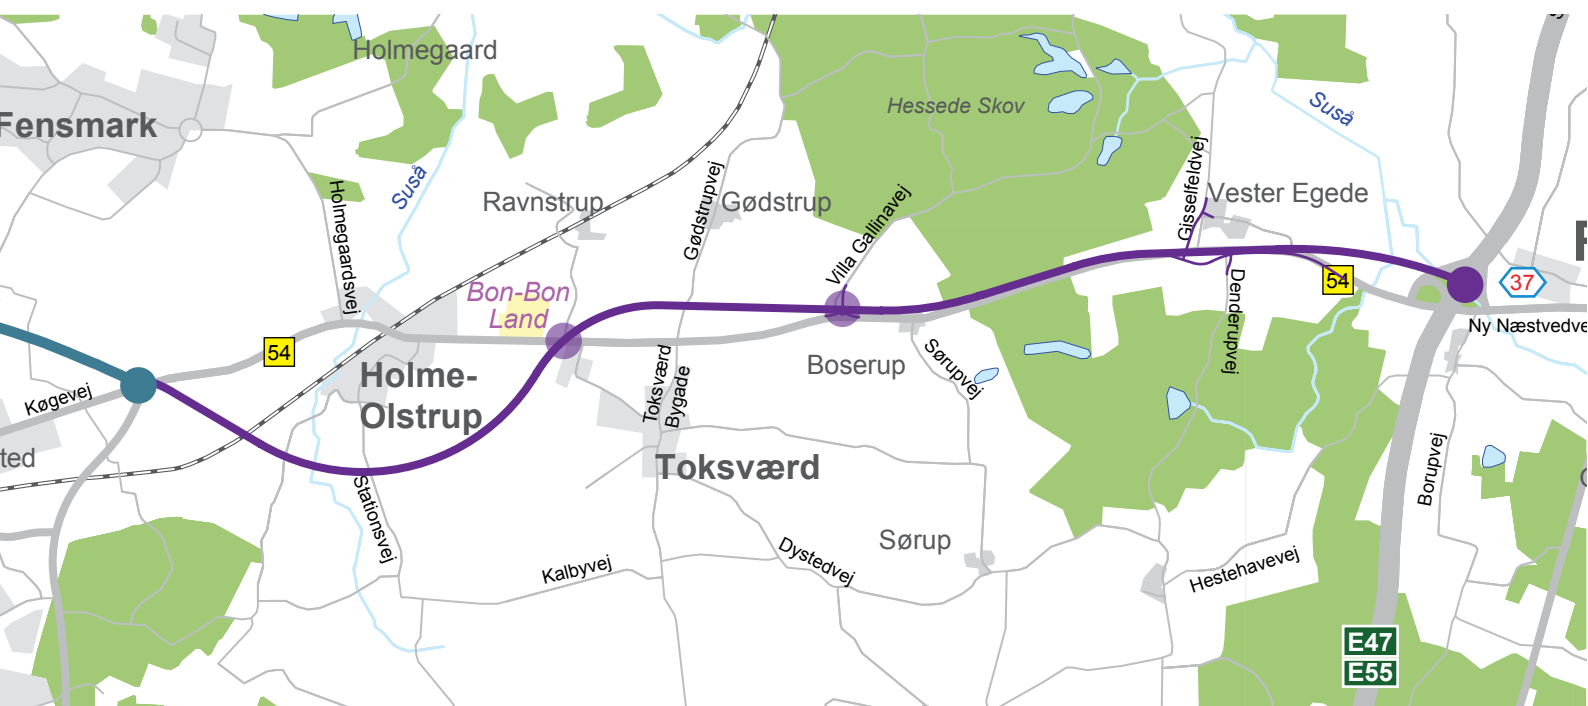 Holmegaard
Fensmark
Hessede Skov
Suså
Suså
Holmegaardsvej
Ravnstrup
Gødstrupvej
Gødstrup
Villa Gallinavej
Gisselfeldvej
Vester Egede
Bon-Bon
Land
54
37
Denderupvej
Ny Næstvedve
54
Køgevej
Holme-
Olstrup
Toksværd
Bygade
Boserup
Sørupvej
ted
Toksværd
Stationsvej
Borupvej
Kalbyvej
Dystedvej
Sørup
Hestehavevej
E47
E55